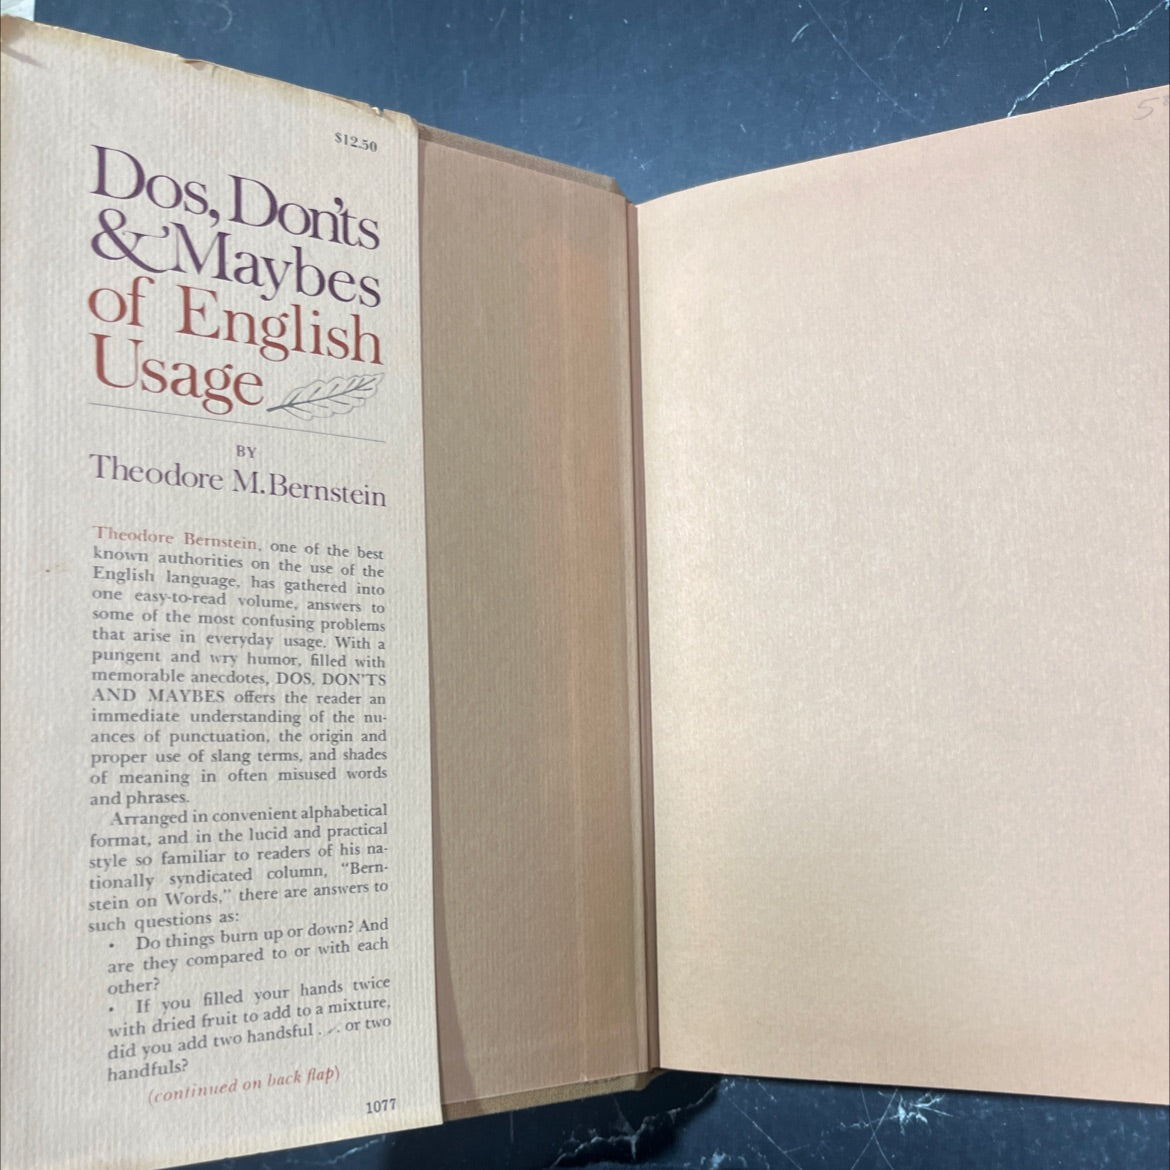 $12.50
Dos, Don'ts
& Maybes
of English
Usage
BY
Theodore M. Bernstein
Theodore Bernstein, one of the best
known authorities on the use of the
English language, has gathered into
one easy-to-read volume, answers to
some of the most confusing problems
that arise in everyday usage. With a
pungent and wry humor, filled with
memorable anecdotes, DOS, DON'TS
AND MAYBES offers the reader an
immediate understanding of the nu-
ances of punctuation, the origin and
proper use of slang terms, and shades
of meaning in often misused words
and phrases.
Arranged in convenient alphabetical
format, and in the lucid and practical
style so familiar to readers of his na-
tionally syndicated column, "Bern-
stein on Words," there are answers to
such questions as:
• Do things burn up or down? And
are they compared to or with each
other?
• If you filled your hands twice
with dried fruit to add to a mixture,
did you add two handsful . . . or two
handfuls?
(continued on back flap)
1077